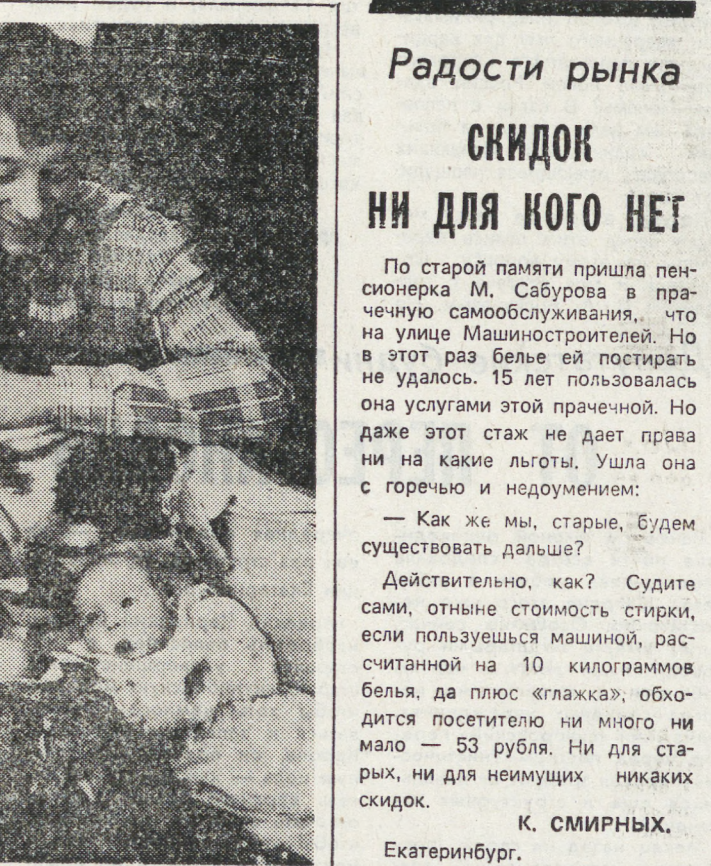 Радости рынка
СКИДОК
НИ ДЛЯ КОГО НЕТ
По старой памяти пришла пен-
сионерка М. Сабурова в пра-
чечную самообслуживания, что
на улице Машиностроителей. Но
в этот раз белье ей постирать
не удалось. 15 лет пользовалась
она услугами этой прачечной. Но
даже этот стаж не дает права
ни на какие льготы. Ушла она
с горечью и недоумением:
— Как же мы, старые, будем
существовать дальше?
Действительно, как? Судите
сами, отныне стоимость стирки,
если пользуешься машиной, рас-
считанной на 10 килограммов
белья, да плюс «глажка», обхо-
дится посетителю ни много ни
мало — 53 рубля. Ни для ста-
рых, ни для неимущих никаких
скидок.
К. СМИРНЫХ.
Екатеринбург.